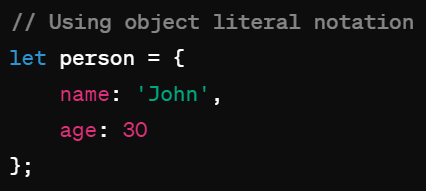 // Using object literal notation
let person = {
    name: 'John',
    age: 30
};